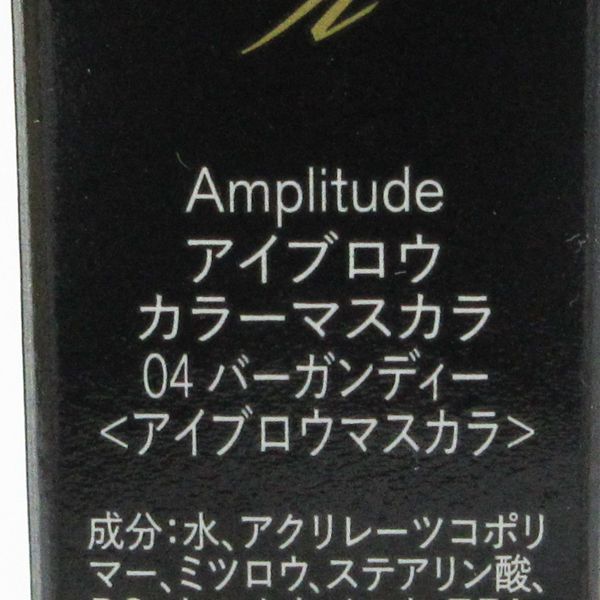 Amplitude
アイブロウ
カラーマスカラ
04 バーガンディー
<アイブロウマスカラ>
成分:水、アクリレーツコポリ
マー、ミツロウ、ステアリン酸、